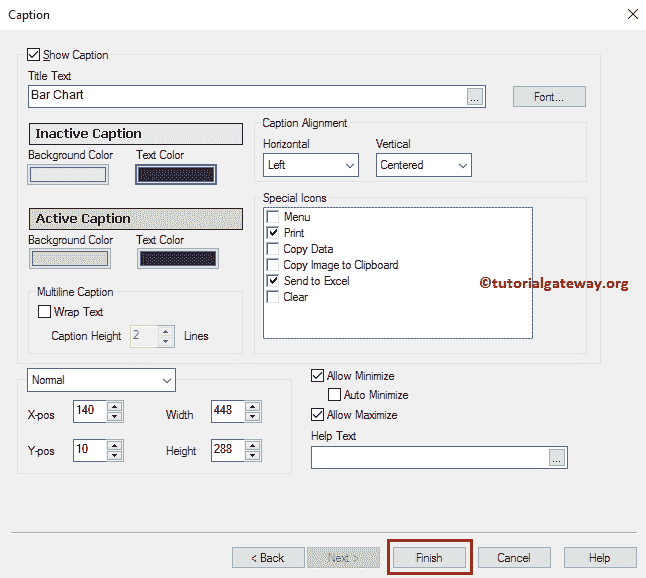 Caption
Show Caption
Title Text
Bar Chart
...
Font...
Inactive Caption
Background Color Text Color
Active Caption
Background Color Text Color
Multiline Caption
Wrap Text
Caption Height 2 Lines
Caption Alignment
Horizontal Vertical
Left Centered
Special Icons
Menu
Print
Copy Data
Copy Image to Clipboard
Send to Excel
Clear
©tutorialgateway.org
Normal
X-pos 140 Width 448
Y-pos 10 Height 288
Allow Minimize
Auto Minimize
Allow Maximize
Help Text
...
< Back Next > Finish Cancel Help